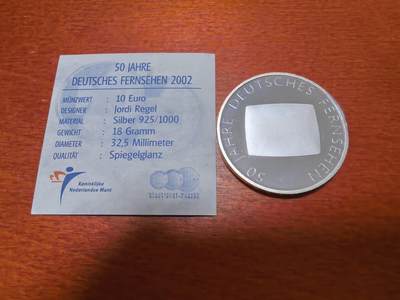 50 JAHRE
DEUTSCHES FERNSEHEN 2002
MÜNZWERT : 10 Euro
DESIGNER : Jordi Regel
MATERIAL : Silber 925/1000
GEWICHT : 18 Gramm
DIAMETER : 32,5 Millimeter
QUALITÄT : Spiegelglanz
Koninklijke
Nederlandse Munt
50 JAHRE DEUTSCHES FERNSEHEN